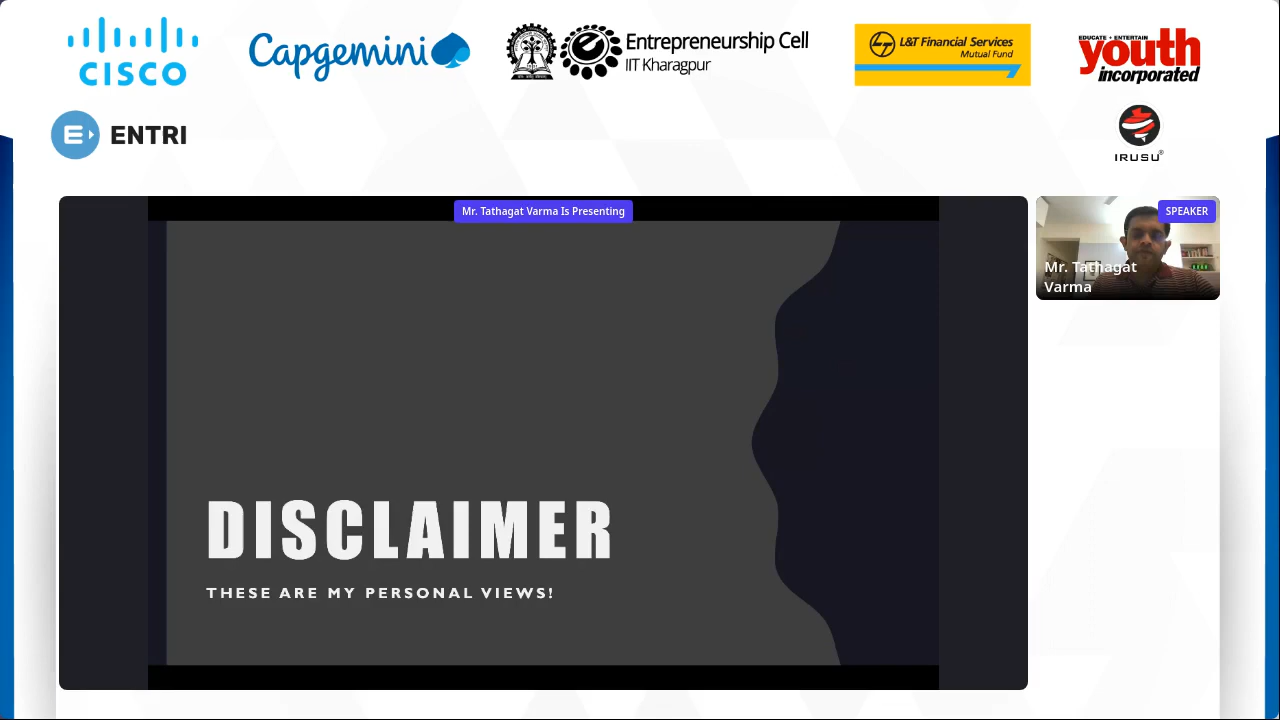 CISCO
Capgemini
Entrepreneurship Cell
IIT Kharagpur
L&T Financial Services
Mutual Fund
EDUCATE • ENTERTAIN
youth
incorporated
E ENTRI
IRUSU®
Mr. Tathagat Varma Is Presenting
SPEAKER
Mr. Tathagat
Varma
DISCLAIMER
THESE ARE MY PERSONAL VIEWS!